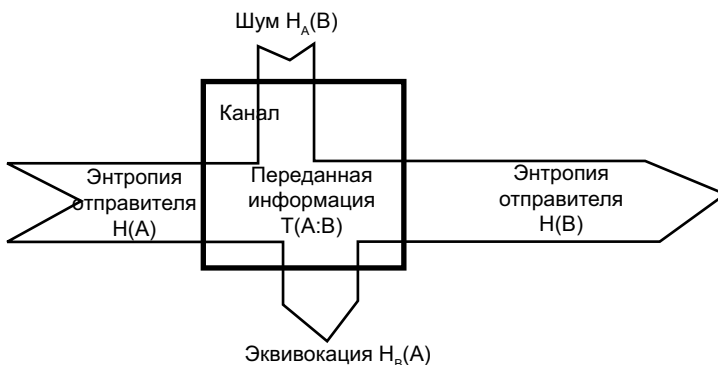 Шум H_A(B)
Канал
Энтропия
отправителя
H(A)
Переданная
информация
T(A:B)
Энтропия
отправителя
H(B)
Эквивокация H_B(A)